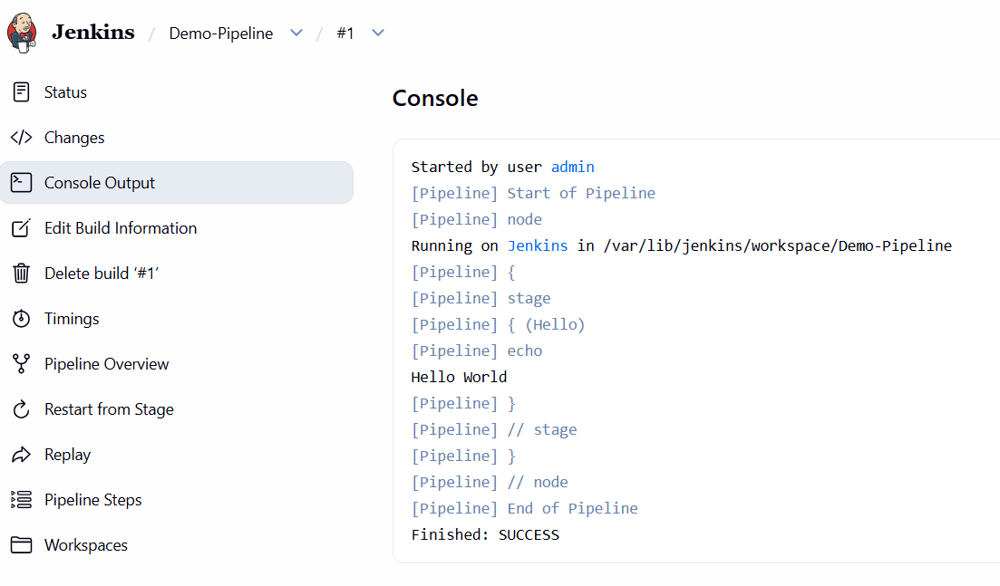 Jenkins / Demo-Pipeline / #1
Status
Changes
Console Output
Edit Build Information
Delete build ‘#1’
Timings
Pipeline Overview
Restart from Stage
Replay
Pipeline Steps
Workspaces
Console
Started by user admin
[Pipeline] Start of Pipeline
[Pipeline] node
Running on Jenkins in /var/lib/jenkins/workspace/Demo-Pipeline
[Pipeline] {
[Pipeline] stage
[Pipeline] { (Hello)
[Pipeline] echo
Hello World
[Pipeline] }
[Pipeline] // stage
[Pipeline] }
[Pipeline] // node
[Pipeline] End of Pipeline
Finished: SUCCESS